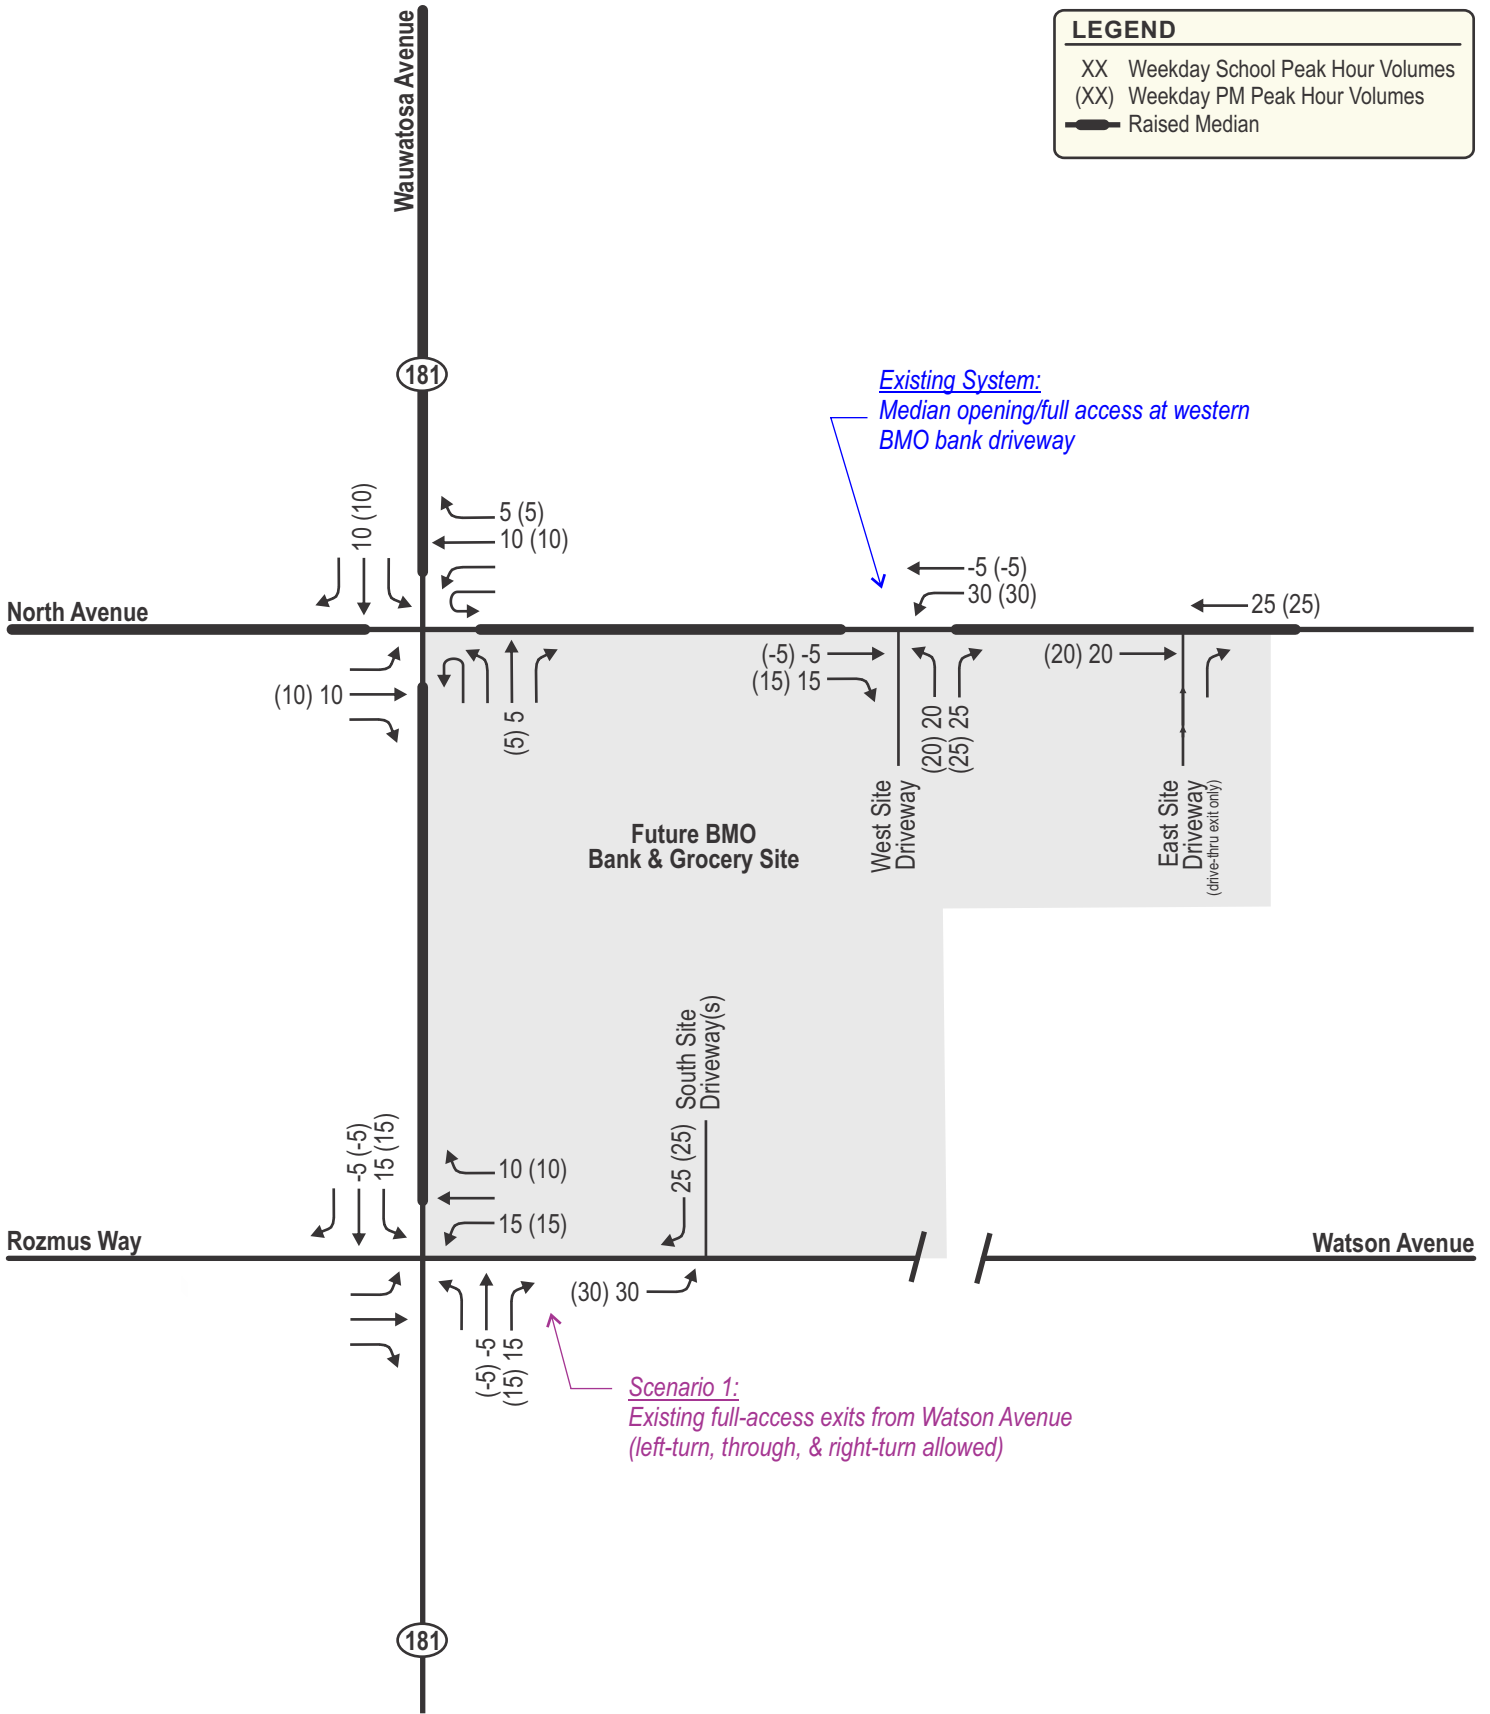 Wauwatosa Avenue
LEGEND
XX Weekday School Peak Hour Volumes
(XX) Weekday PM Peak Hour Volumes
Raised Median
181
Existing System:
Median opening/full access at western
BMO bank driveway
10 (10)
5 (5)
10 (10)
-5 (-5)
30 (30)
25 (25)
North Avenue
(10) 10
(5) 5
(-5) -5
(15) 15
(20) 20
(25) 25
(20) 20
West Site
Driveway
East Site
Driveway
(drive-thru exit only)
Future BMO
Bank & Grocery Site
South Site
Driveway(s)
-5 (-5)
15 (15)
10 (10)
15 (15)
25 (25)
Rozmus Way
Watson Avenue
(30) 30
(-5) -5
(15) 15
Scenario 1:
Existing full-access exits from Watson Avenue
(left-turn, through, & right-turn allowed)
181